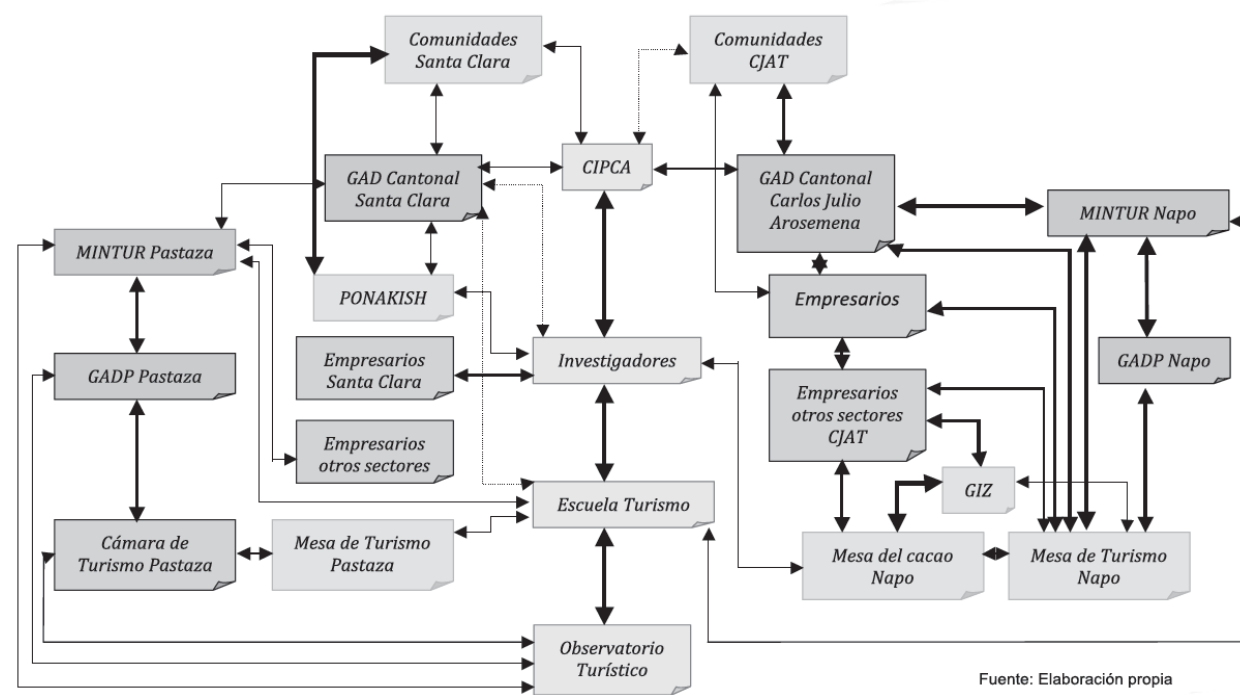 Comunidades
Santa Clara
Comunidades
CJAT
CIPCA
GAD Cantonal
Santa Clara
GAD Cantonal
Carlos Julio
Arosemena
MINTUR Napo
MINTUR Pastaza
PONAKISH
Empresarios
Empresarios
Santa Clara
Investigadores
GADP Pastaza
GADP Napo
Empresarios
otros sectores
CJAT
Empresarios
otros sectores
GIZ
Escuela Turismo
Cámara de
Turismo Pastaza
Mesa de Turismo
Pastaza
Mesa del cacao
Napo
Mesa de Turismo
Napo
Observatorio
Turístico
Fuente: Elaboración propia